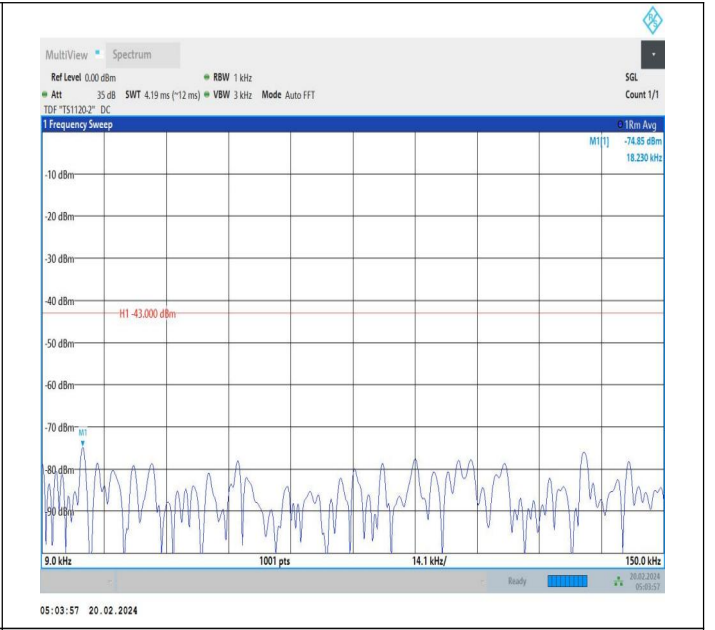 R&S
MultiView Spectrum
Ref Level 0.00 dBm RBW 1 kHz SGL
Att 35 dB SWT 4.19 ms (~12 ms) VBW 3 kHz Mode Auto FFT Count 1/1
TDF "TS1120-2" DC
1 Frequency Sweep 1Rm Avg
M1[1] -74.85 dBm
18.230 kHz
-10 dBm
-20 dBm
-30 dBm
-40 dBm
H1 -43.000 dBm
-50 dBm
-60 dBm
-70 dBm
M1
-80 dBm
-90 dBm
9.0 kHz 1001 pts 14.1 kHz/ 150.0 kHz
Ready 20.02.2024
05:03:57
05:03:57 20.02.2024